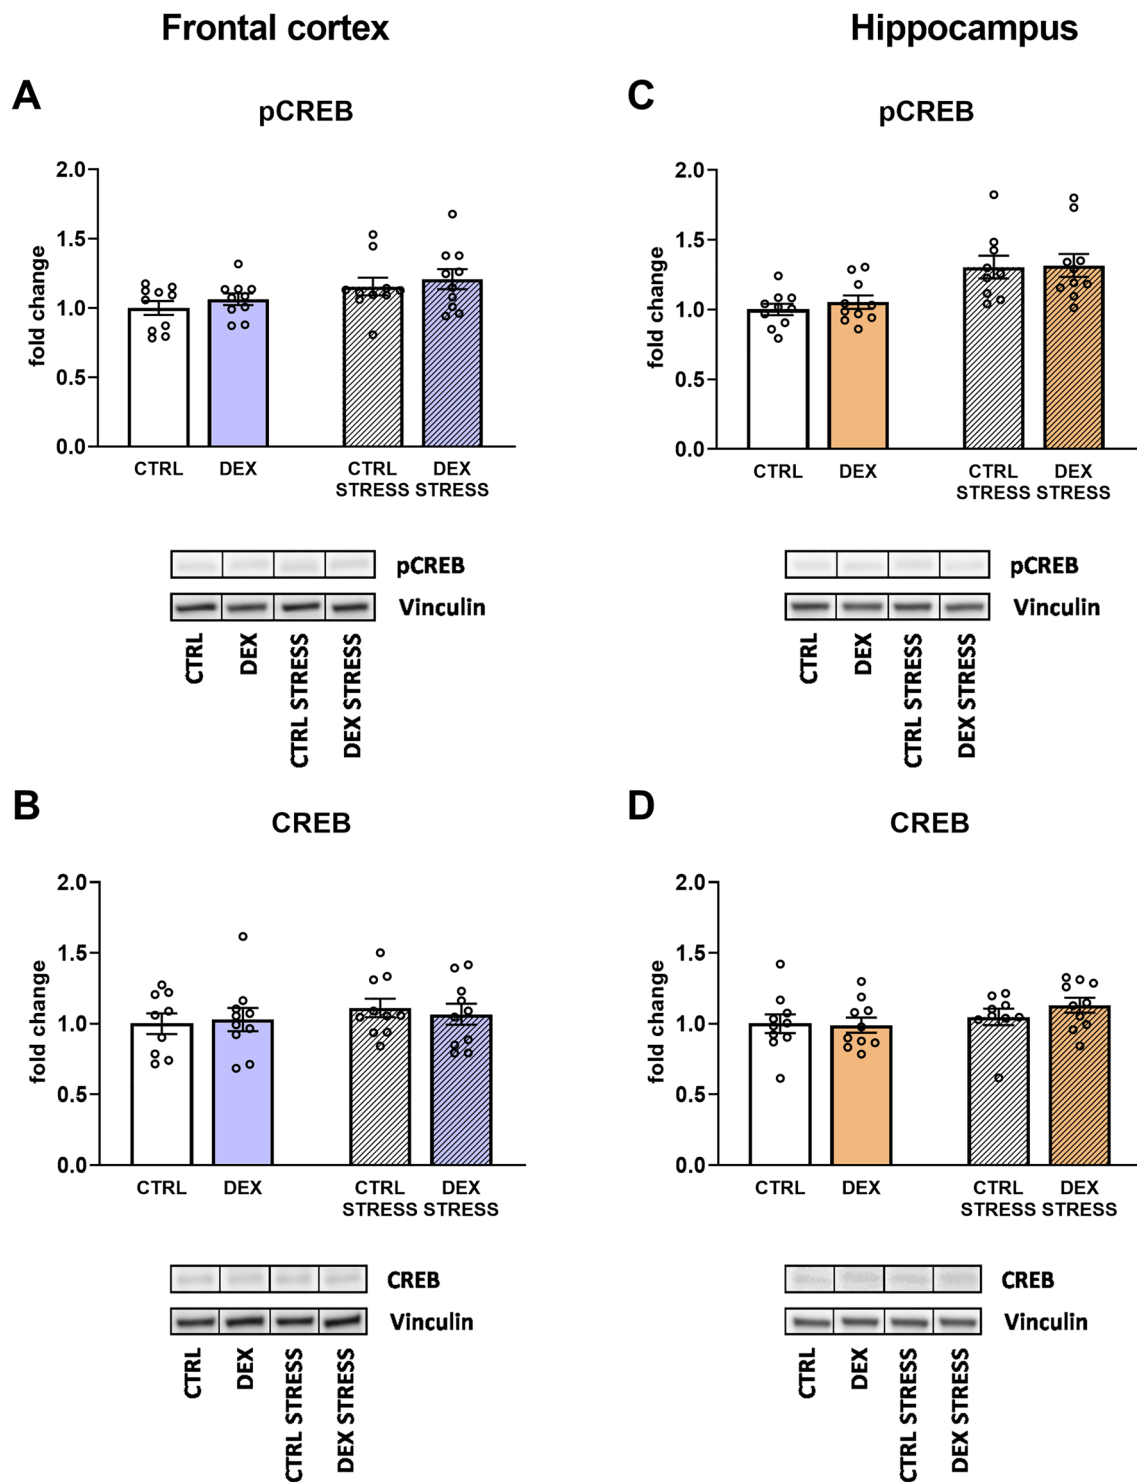 Frontal cortex
Hippocampus
A
pCREB
fold change
2.0
1.5
1.0
0.5
0.0
CTRL DEX CTRL STRESS DEX STRESS
pCREB
Vinculin
CTRL
DEX
CTRL STRESS
DEX STRESS
C
pCREB
fold change
2.0
1.5
1.0
0.5
0.0
CTRL DEX CTRL STRESS DEX STRESS
pCREB
Vinculin
CTRL
DEX
CTRL STRESS
DEX STRESS
B
CREB
fold change
2.0
1.5
1.0
0.5
0.0
CTRL DEX CTRL STRESS DEX STRESS
CREB
Vinculin
CTRL
DEX
CTRL STRESS
DEX STRESS
D
CREB
fold change
2.0
1.5
1.0
0.5
0.0
CTRL DEX CTRL STRESS DEX STRESS
CREB
Vinculin
CTRL
DEX
CTRL STRESS
DEX STRESS